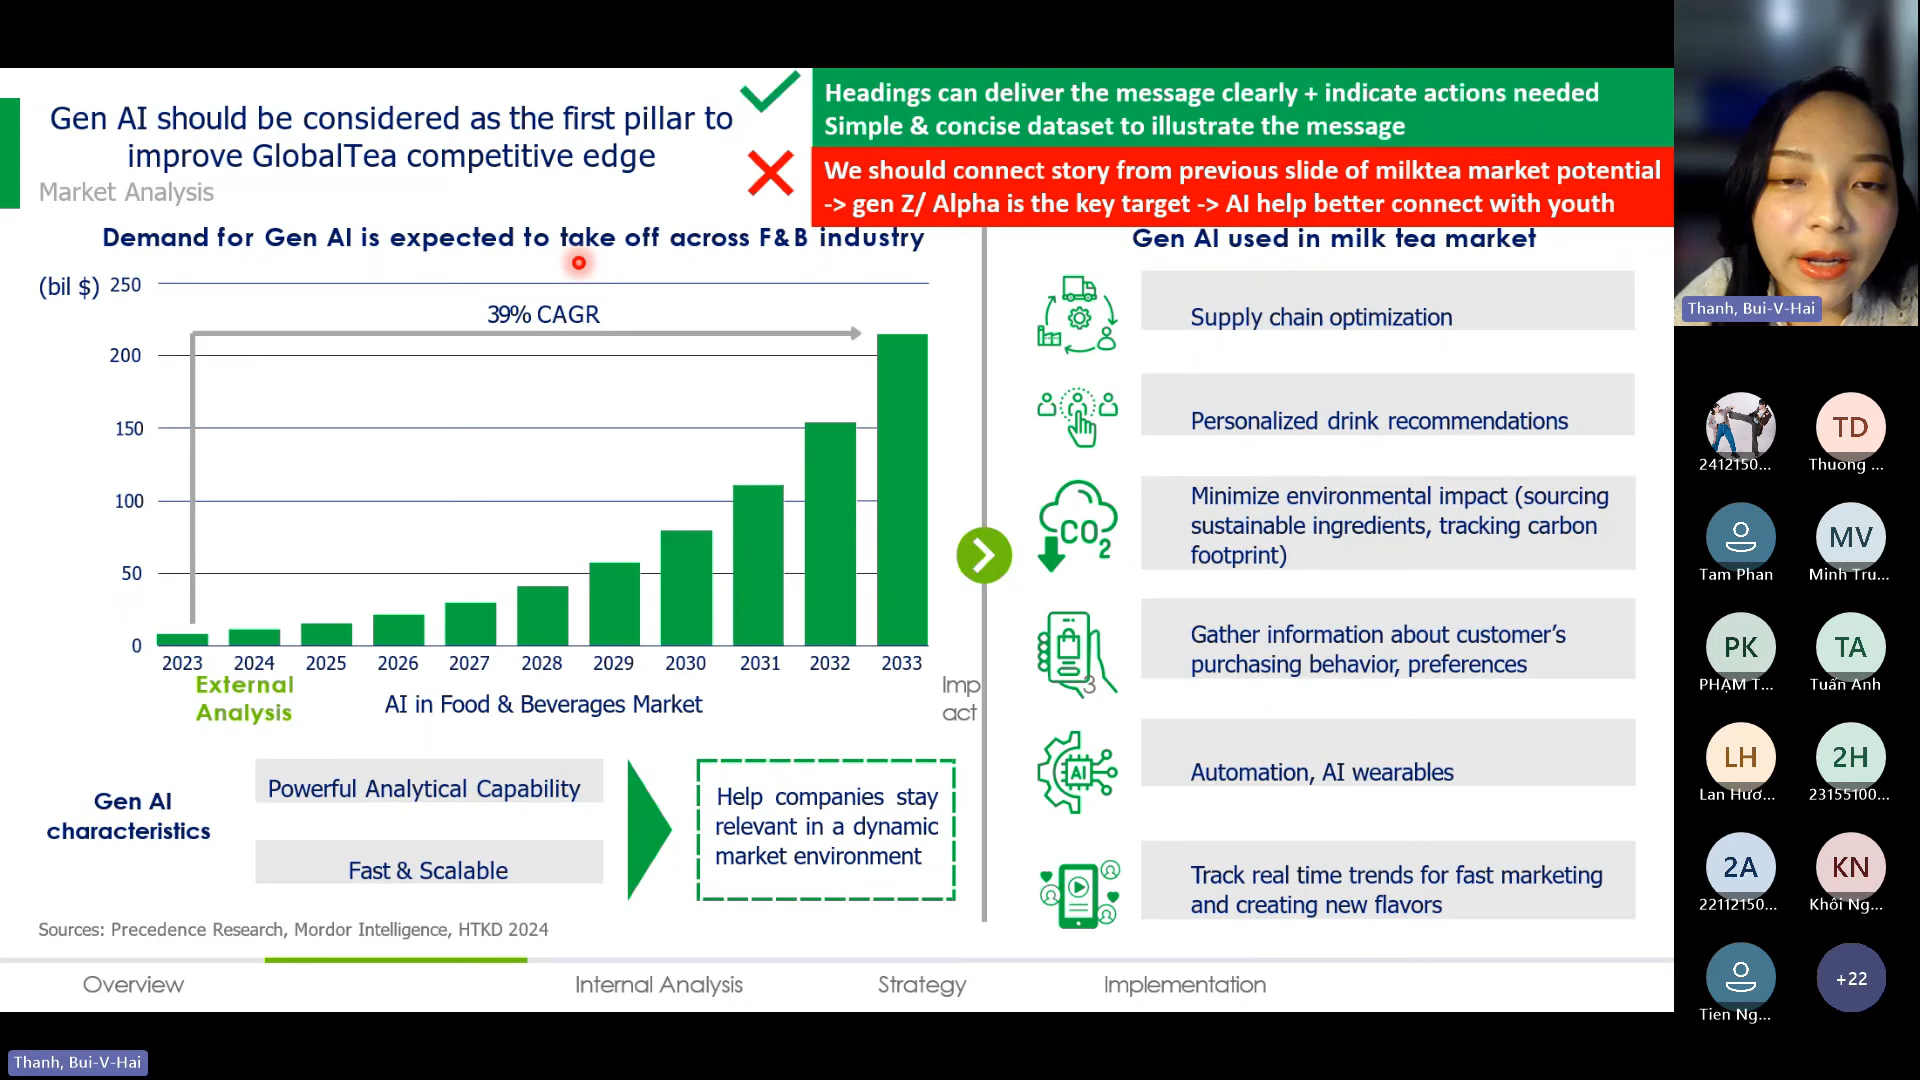 Gen AI should be considered as the first pillar to
improve GlobalTea competitive edge
Market Analysis
Headings can deliver the message clearly + indicate actions needed
Simple & concise dataset to illustrate the message
We should connect story from previous slide of milktea market potential
-> gen Z/ Alpha is the key target -> AI help better connect with youth
Demand for Gen AI is expected to take off across F&B industry
(bil $)
250
200
150
100
50
0
39% CAGR
2023 2024 2025 2026 2027 2028 2029 2030 2031 2032 2033
External
Analysis
AI in Food & Beverages Market
Imp
act
Gen AI
characteristics
Powerful Analytical Capability
Fast & Scalable
Help companies stay
relevant in a dynamic
market environment
Gen AI used in milk tea market
Supply chain optimization
Personalized drink recommendations
CO2
Minimize environmental impact (sourcing
sustainable ingredients, tracking carbon
footprint)
Gather information about customer's
purchasing behavior, preferences
3
AI
Automation, AI wearables
Track real time trends for fast marketing
and creating new flavors
Sources: Precedence Research, Mordor Intelligence, HTKD 2024
Overview
Internal Analysis
Strategy
Implementation
Thanh, Bui-V-Hai
2412150...
TD
Thuong ...
Tam Phan
MV
Minh Tru...
PK
PHẠM T...
TA
Tuấn Anh
LH
Lan Hươ...
2H
23155100...
2A
22112150...
KN
Khôi Ng...
Tien Ng...
+22
Thanh, Bui-V-Hai